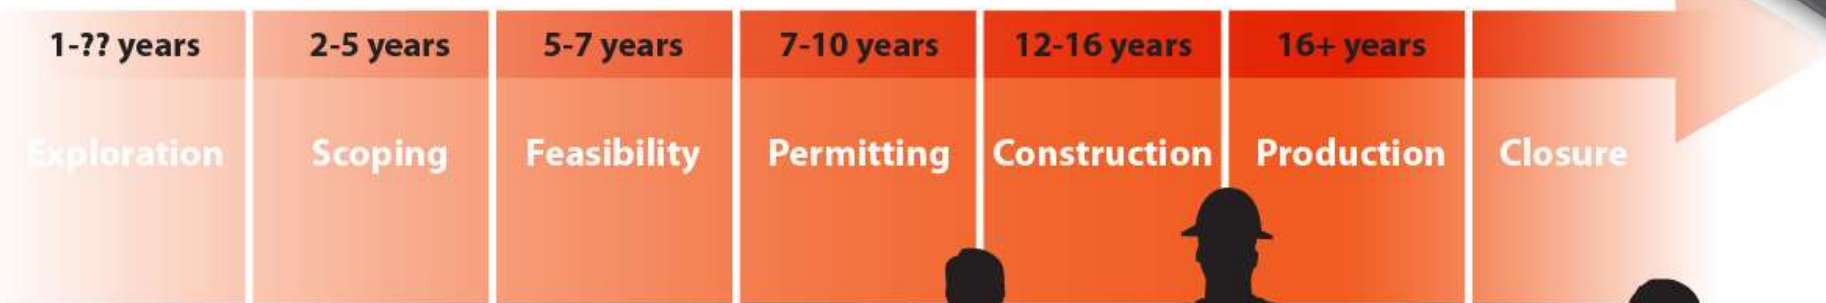 1-?? years 2-5 years 5-7 years 7-10 years 12-16 years 16+ years
Exploration Scoping Feasibility Permitting Construction Production Closure